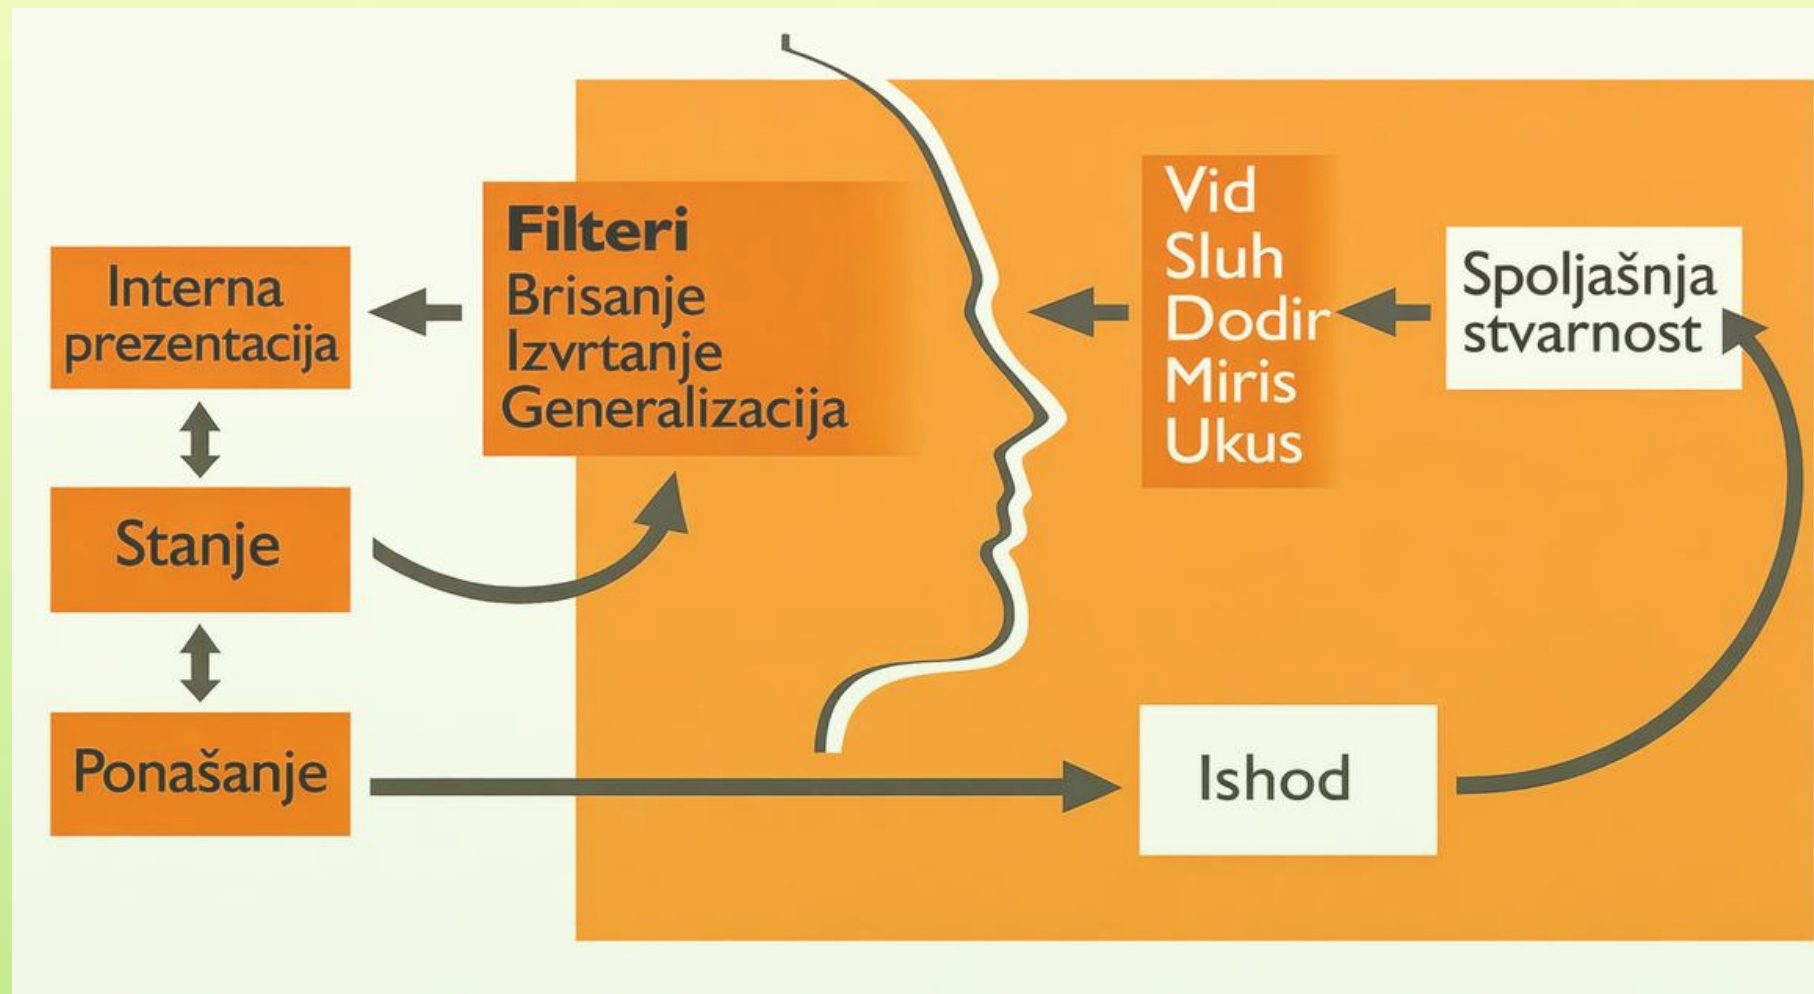 Filteri
Brisanje
Izvrtanje
Generalizacija
Interna
prezentacija
Stanje
Ponašanje
Vid
Sluh
Dodir
Miris
Ukus
Spoljašnja
stvarnost
Ishod